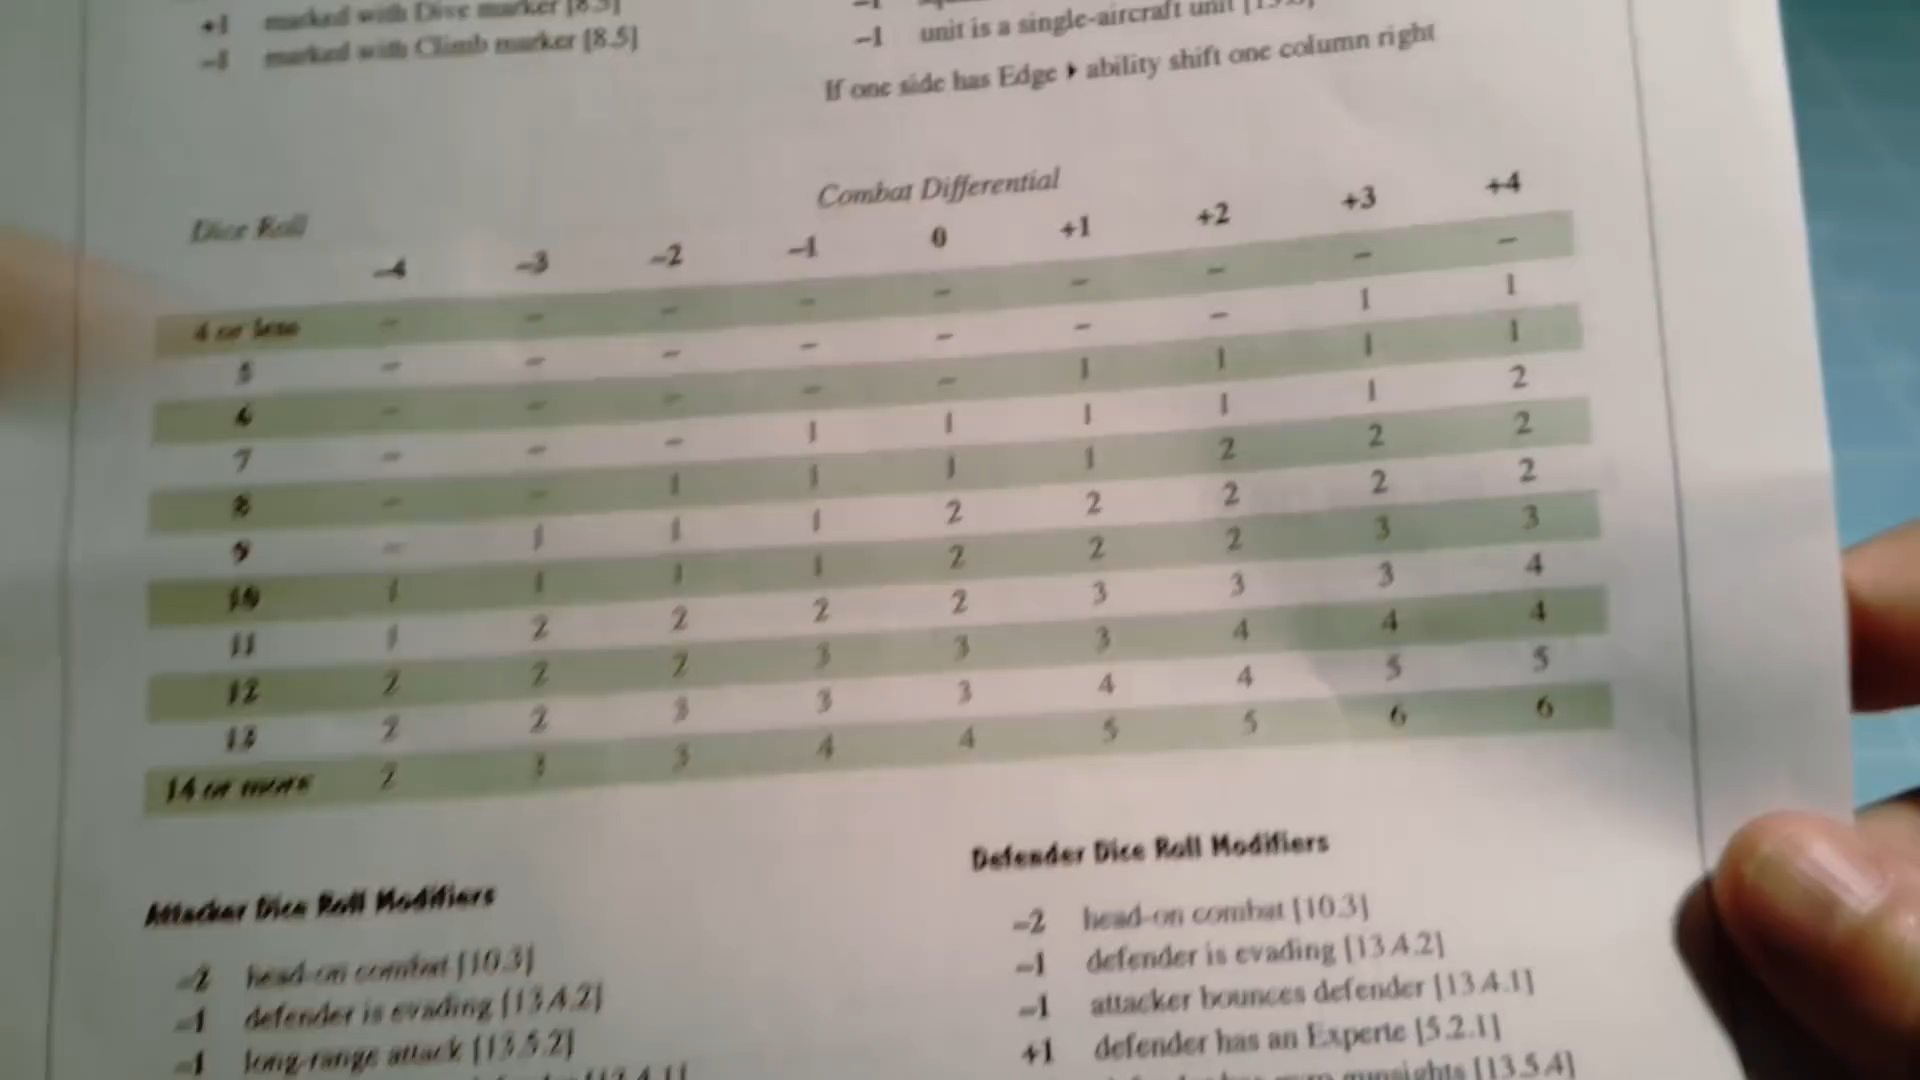 +1 marked with Dive marker [8.5]
−1 marked with Climb marker [8.5]
−1
−1 unit is a single-aircraft unit
If one side has Edge ▸ ability shift one column right
Combat Differential
Dice Roll
−4 −3 −2 −1 0 +1 +2 +3 +4
4 or less – – – – – – – – –
5 – – – – – – – 1 1
6 – – – – – 1 1 1 1
7 – – – 1 1 1 1 1 2
8 – – 1 1 1 1 2 2 2
9 – 1 1 1 2 2 2 2 2
10 1 1 1 1 2 2 2 3 3
11 1 2 2 2 2 3 3 3 4
12 2 2 2 3 3 3 4 4 4
13 2 2 3 3 3 4 4 5 5
14 or more 2 3 3 4 4 5 5 6 6
Attacker Dice Roll Modifiers
−2 head-on combat [10.3]
−1 defender is evading [13.4.2]
−1 long-range attack [13.5.2]
Defender Dice Roll Modifiers
−2 head-on combat [10.3]
−1 defender is evading [13.4.2]
−1 attacker bounces defender [13.4.1]
+1 defender has an Experte [5.2.1]
gunsights [13.5.4]